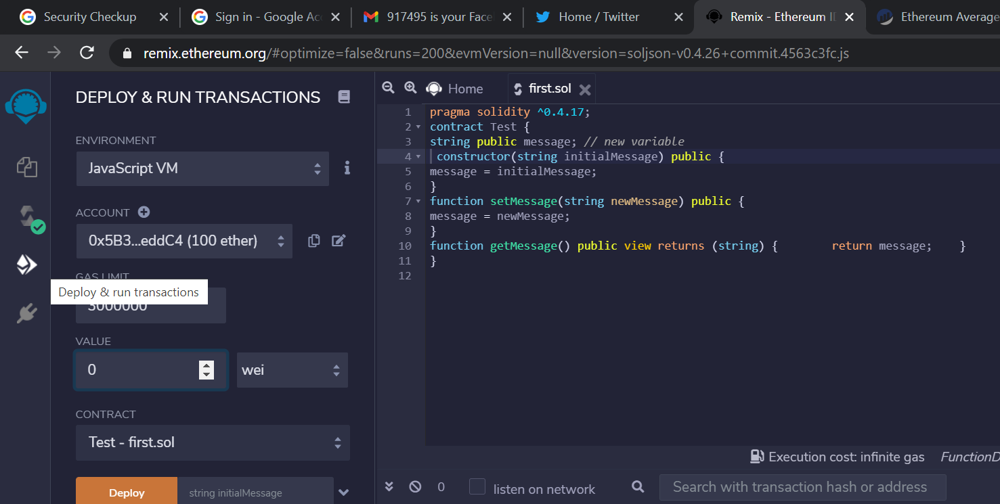 Security Checkup
Sign in - Google Acc
917495 is your Face
Home / Twitter
Remix - Ethereum I
Ethereum Average
remix.ethereum.org/#optimize=false&runs=200&evmVersion=null&version=soljson-v0.4.26+commit.4563c3fc.js
DEPLOY & RUN TRANSACTIONS
ENVIRONMENT
JavaScript VM
ACCOUNT
0x5B3...eddC4 (100 ether)
GAS LIMIT
Deploy & run transactions
3000000
VALUE
0
wei
CONTRACT
Test - first.sol
Deploy
string initialMessage
Home
first.sol
1 pragma solidity ^0.4.17;
2 contract Test {
3 string public message; // new variable
4 constructor(string initialMessage) public {
5 message = initialMessage;
6 }
7 function setMessage(string newMessage) public {
8 message = newMessage;
9 }
10 function getMessage() public view returns (string) { return message; }
11 }
12
Execution cost: infinite gas FunctionD
0
listen on network
Search with transaction hash or address